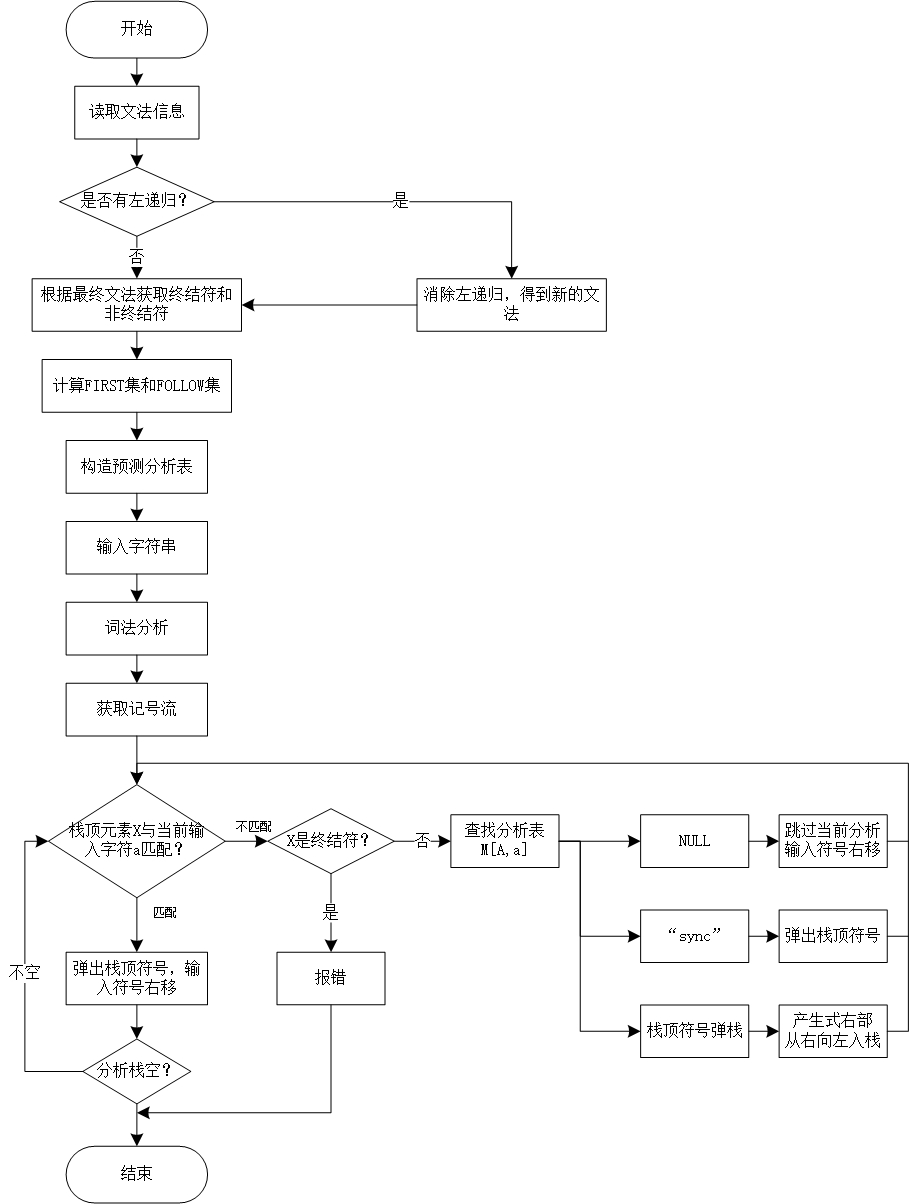 开始
读取文法信息
是否有左递归？
是
否
根据最终文法获取终结符和
非终结符
消除左递归，得到新的文
法
计算FIRST集和FOLLOW集
构造预测分析表
输入字符串
词法分析
获取记号流
栈顶元素X与当前输
入字符a匹配？
不匹配
X是终结符？
否
查找分析表
M[A,a]
NULL
跳过当前分析
输入符号右移
匹配
是
“sync”
弹出栈顶符号
不空
弹出栈顶符号，输
入符号右移
报错
栈顶符号弹栈
产生式右部
从右向左入栈
分析栈空？
结束